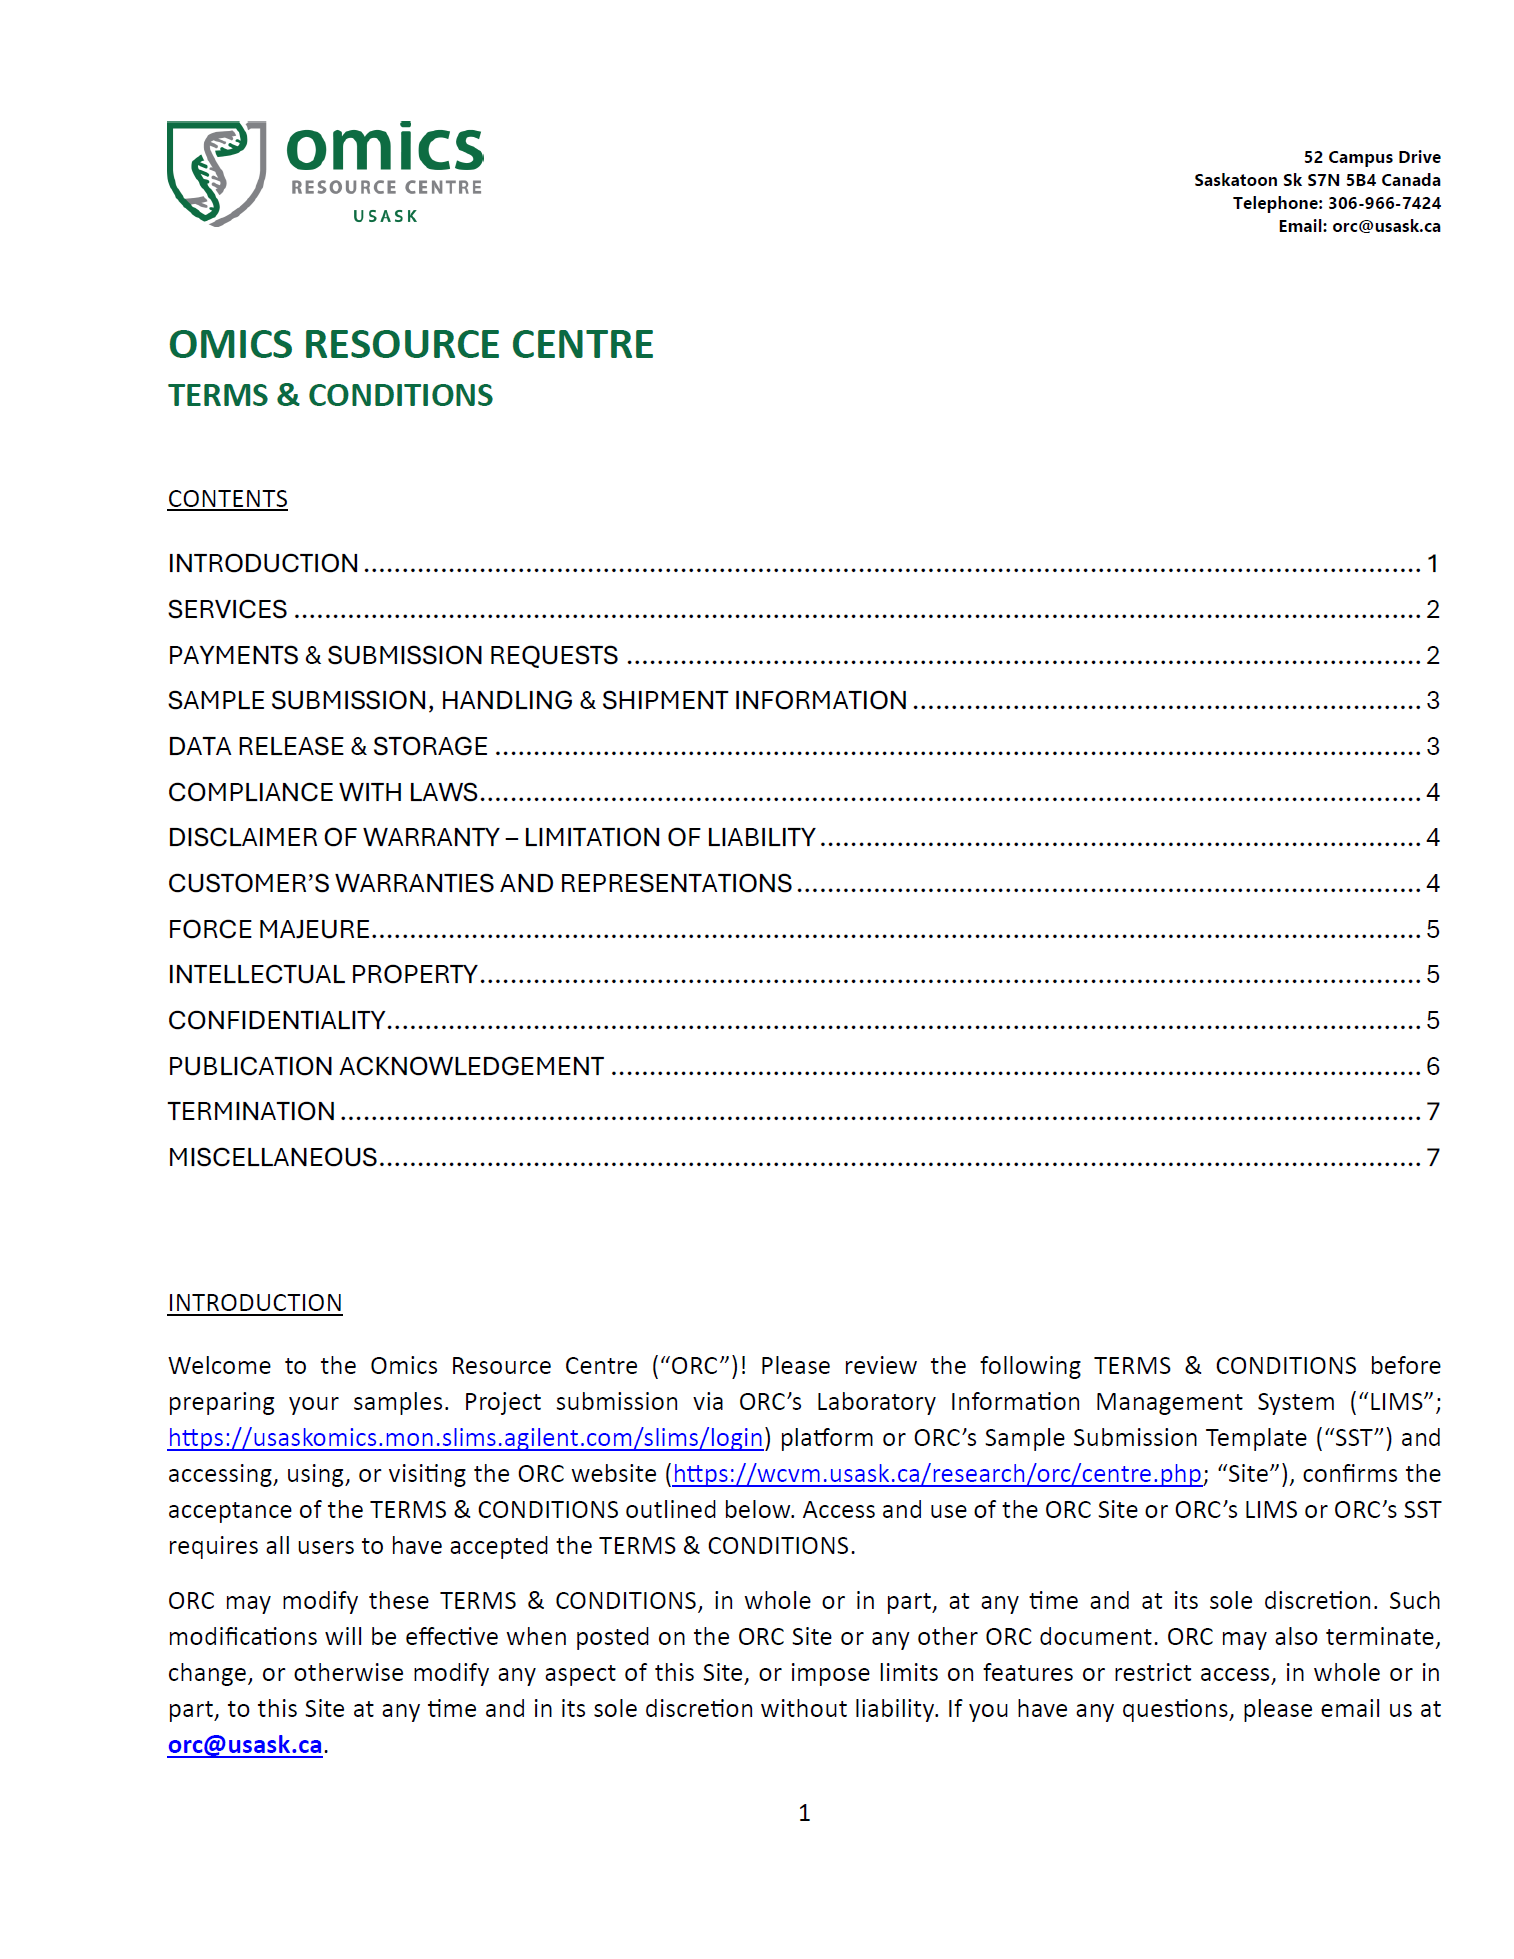 omics
RESOURCE CENTRE
USASK
52 Campus Drive
Saskatoon Sk S7N 5B4 Canada
Telephone: 306-966-7424
Email: orc@usask.ca
OMICS RESOURCE CENTRE
TERMS & CONDITIONS
CONTENTS
INTRODUCTION ........ 1
SERVICES ........ 2
PAYMENTS & SUBMISSION REQUESTS ........ 2
SAMPLE SUBMISSION, HANDLING & SHIPMENT INFORMATION ........ 3
DATA RELEASE & STORAGE ........ 3
COMPLIANCE WITH LAWS ........ 4
DISCLAIMER OF WARRANTY – LIMITATION OF LIABILITY ........ 4
CUSTOMER’S WARRANTIES AND REPRESENTATIONS ........ 4
FORCE MAJEURE ........ 5
INTELLECTUAL PROPERTY ........ 5
CONFIDENTIALITY ........ 5
PUBLICATION ACKNOWLEDGEMENT ........ 6
TERMINATION ........ 7
MISCELLANEOUS ........ 7
INTRODUCTION
Welcome to the Omics Resource Centre (“ORC”)! Please review the following TERMS & CONDITIONS before
preparing your samples. Project submission via ORC’s Laboratory Information Management System (“LIMS”;
https://usaskomics.mon.slims.agilent.com/slims/login) platform or ORC’s Sample Submission Template (“SST”) and
accessing, using, or visiting the ORC website (https://wcvm.usask.ca/research/orc/centre.php; “Site”), confirms the
acceptance of the TERMS & CONDITIONS outlined below. Access and use of the ORC Site or ORC’s LIMS or ORC’s SST
requires all users to have accepted the TERMS & CONDITIONS.
ORC may modify these TERMS & CONDITIONS, in whole or in part, at any time and at its sole discretion. Such
modifications will be effective when posted on the ORC Site or any other ORC document. ORC may also terminate,
change, or otherwise modify any aspect of this Site, or impose limits on features or restrict access, in whole or in
part, to this Site at any time and in its sole discretion without liability. If you have any questions, please email us at
orc@usask.ca.
1